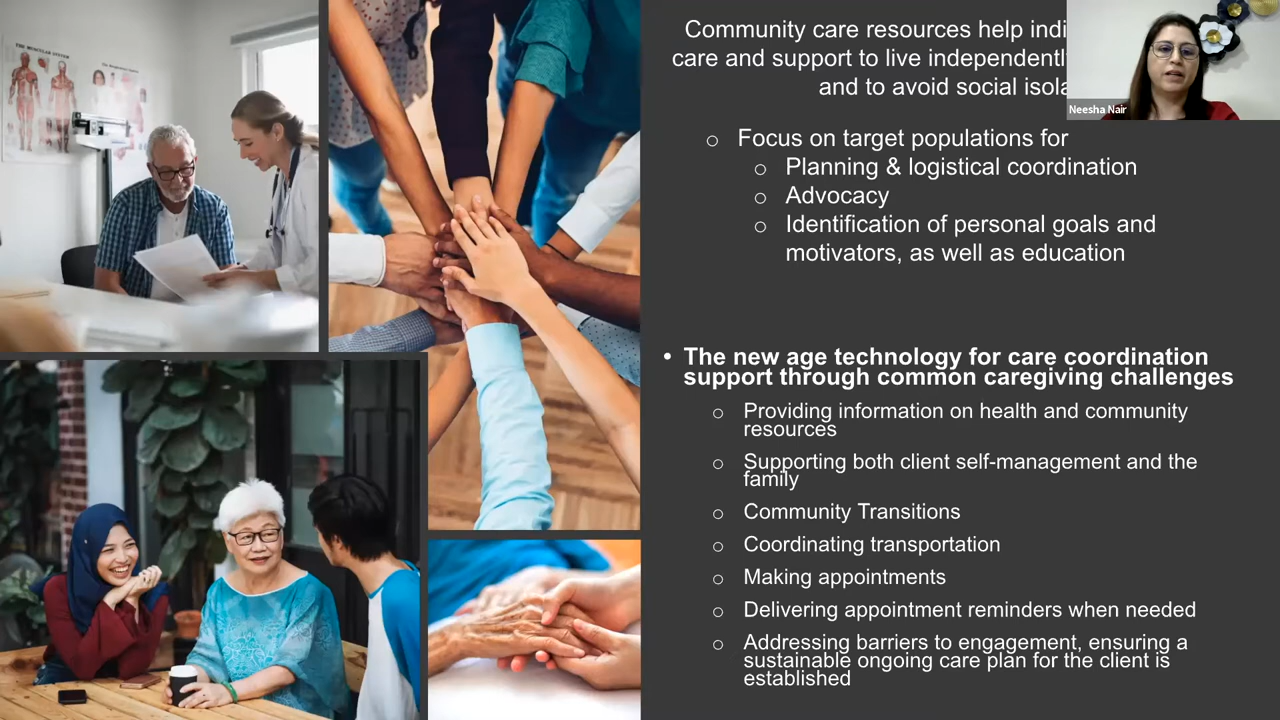 Community care resources help indi
care and support to live independentl
and to avoid social isola
Neesha Nair
o Focus on target populations for
o Planning & logistical coordination
o Advocacy
o Identification of personal goals and
motivators, as well as education
• The new age technology for care coordination
support through common caregiving challenges
o Providing information on health and community
resources
o Supporting both client self-management and the
family
o Community Transitions
o Coordinating transportation
o Making appointments
o Delivering appointment reminders when needed
o Addressing barriers to engagement, ensuring a
sustainable ongoing care plan for the client is
established
THE MUSCULAR SYSTEM